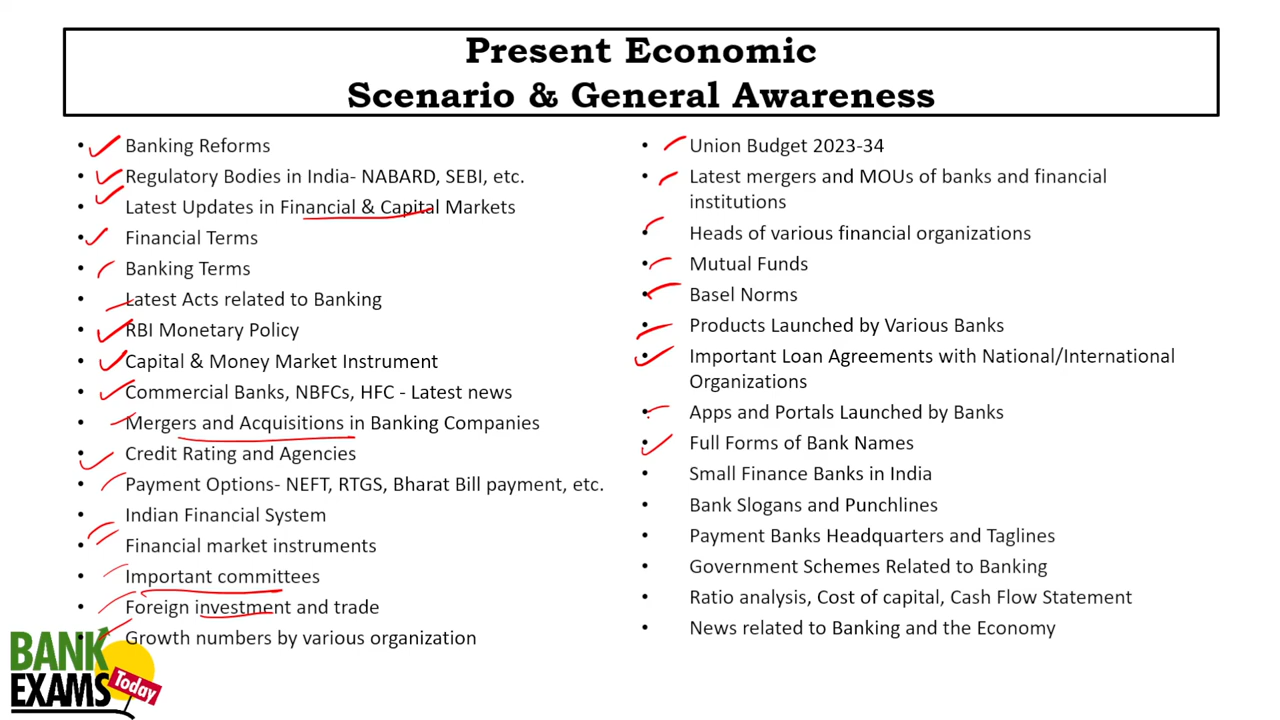 Present Economic
Scenario & General Awareness
• Banking Reforms
• Regulatory Bodies in India- NABARD, SEBI, etc.
• Latest Updates in Financial & Capital Markets
• Financial Terms
• Banking Terms
• Latest Acts related to Banking
• RBI Monetary Policy
• Capital & Money Market Instrument
• Commercial Banks, NBFCs, HFC - Latest news
• Mergers and Acquisitions in Banking Companies
• Credit Rating and Agencies
• Payment Options- NEFT, RTGS, Bharat Bill payment, etc.
• Indian Financial System
• Financial market instruments
• Important committees
• Foreign investment and trade
• Growth numbers by various organization
• Union Budget 2023-34
• Latest mergers and MOUs of banks and financial
institutions
• Heads of various financial organizations
• Mutual Funds
• Basel Norms
• Products Launched by Various Banks
• Important Loan Agreements with National/International
Organizations
• Apps and Portals Launched by Banks
• Full Forms of Bank Names
• Small Finance Banks in India
• Bank Slogans and Punchlines
• Payment Banks Headquarters and Taglines
• Government Schemes Related to Banking
• Ratio analysis, Cost of capital, Cash Flow Statement
• News related to Banking and the Economy
BANK
EXAMS
Today